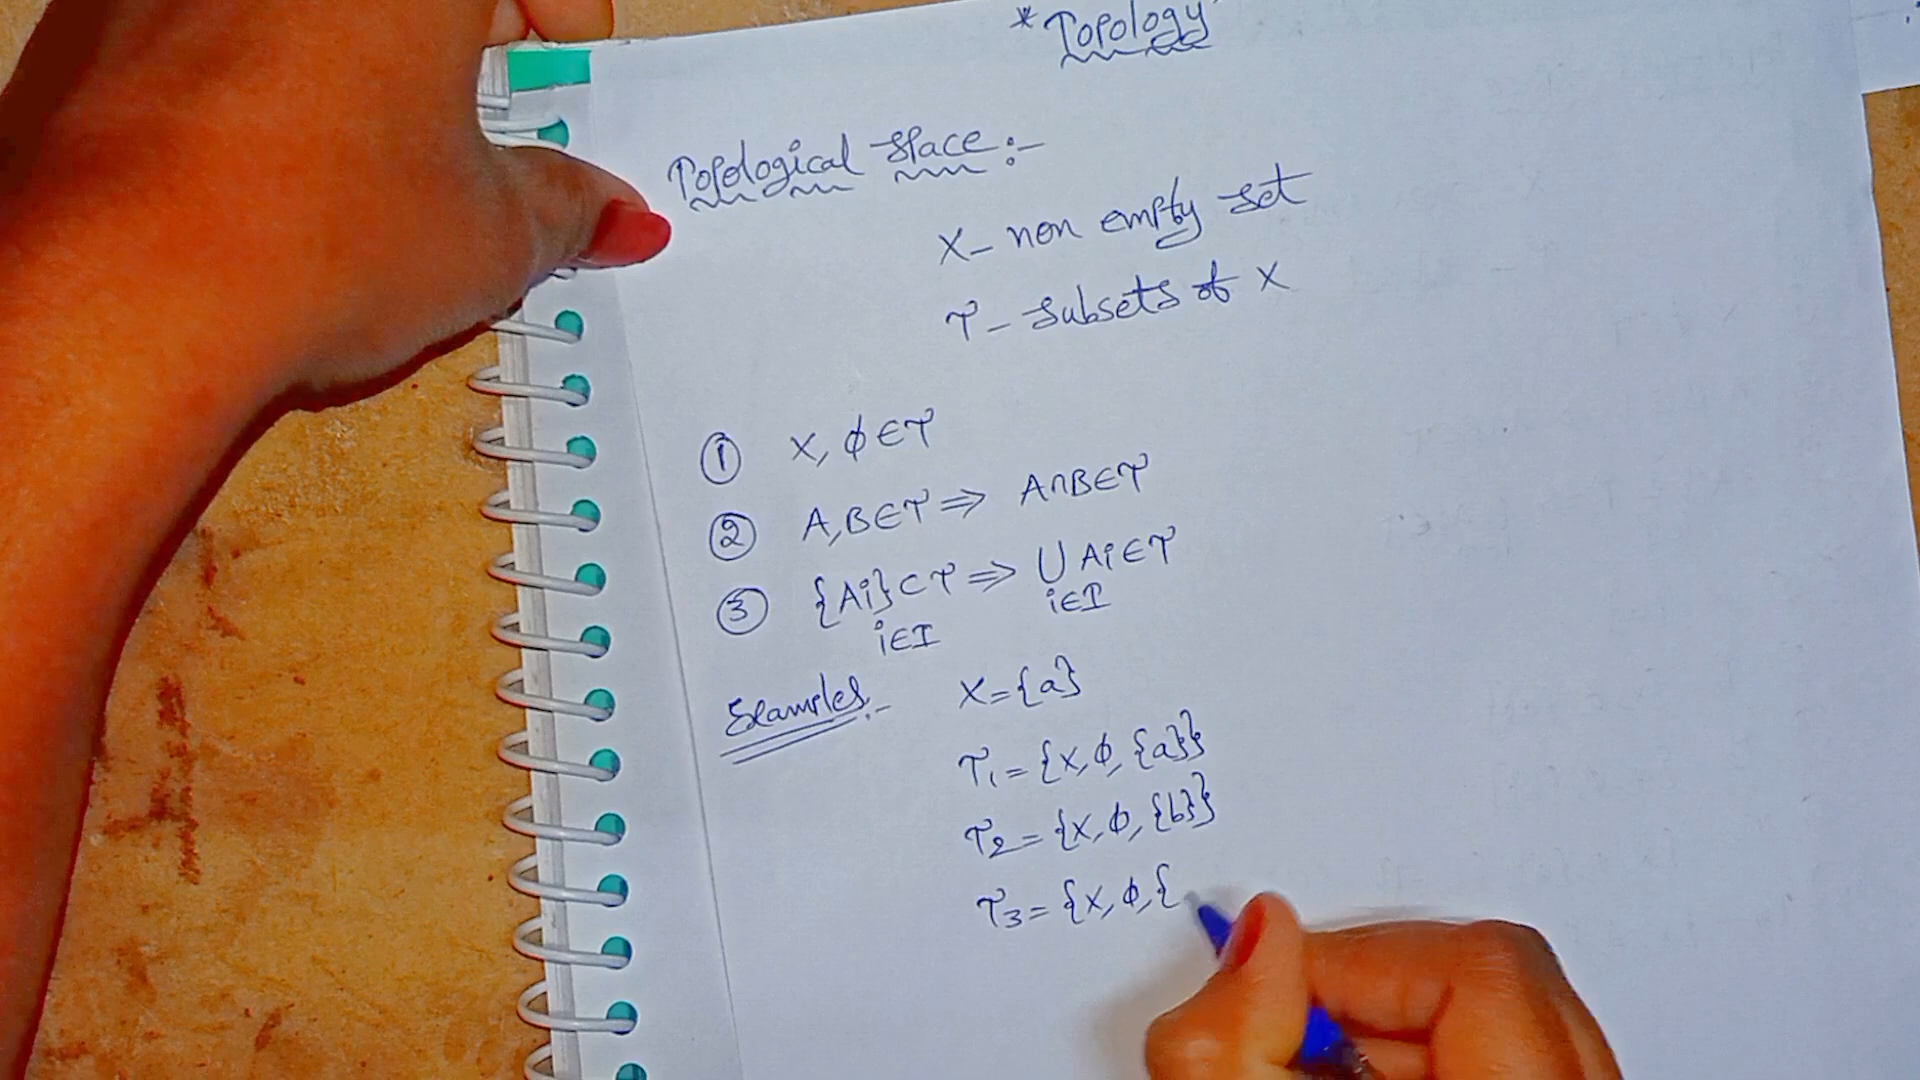 * Topology
Topological space:-
X - non empty set
τ - subsets of X
① X, ϕ ∈ τ
② A, B ∈ τ ⇒ A ∩ B ∈ τ
③ {Ai} ⊂ τ ⇒ ∪ Ai ∈ τ
i∈I i∈I
Examples:- X = {a}
τ1 = {X, ϕ, {a}}
τ2 = {X, ϕ, {b}}
τ3 = {X, ϕ, {